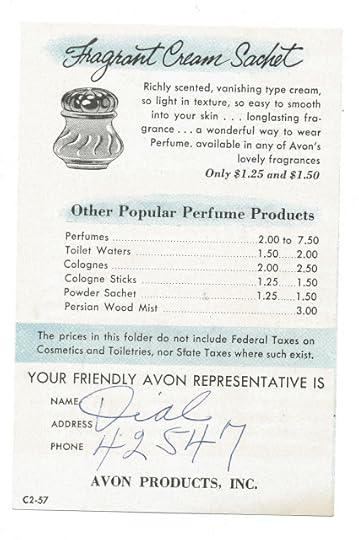 Fragrant Cream Sachet
Richly scented, vanishing type cream,
so light in texture, so easy to smooth
into your skin . . . longlasting fra-
grance . . . a wonderful way to wear
Perfume. available in any of Avon's
lovely fragrances
Only $1.25 and $1.50
Other Popular Perfume Products
Perfumes ........ 2.00 to 7.50
Toilet Waters ........ 1.50 ...... 2.00
Colognes ........ 2.00 ...... 2.50
Cologne Sticks ........ 1.25 ...... 1.50
Powder Sachet ........ 1.25 ...... 1.50
Persian Wood Mist ........ 3.00
The prices in this folder do not include Federal Taxes on
Cosmetics and Toiletries, nor State Taxes where such exist.
YOUR FRIENDLY AVON REPRESENTATIVE IS
NAME
ADDRESS Dial
PHONE 42547
AVON PRODUCTS, INC.
C2-57